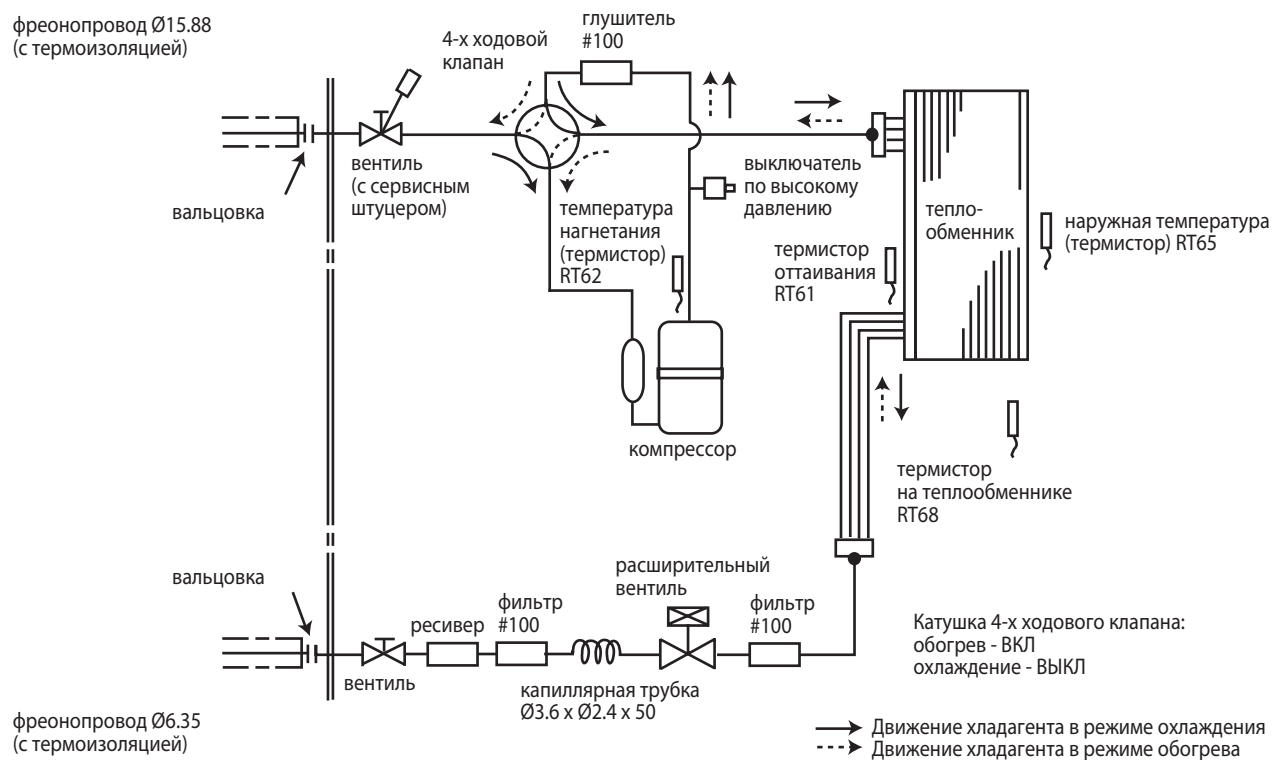 фреонопровод Ø15.88
(с термоизоляцией)
4-х ходовой
клапан
глушитель
#100
вентиль
(с сервисным
штуцером)
вальцовка
температура
нагнетания
(термистор)
RT62
выключатель
по высокому
давлению
тепло-
обменник
наружная температура
(термистор) RT65
термистор
оттаивания
RT61
компрессор
термистор
на теплообменнике
RT68
вальцовка
ресивер
фильтр
#100
расширительный
вентиль
фильтр
#100
вентиль
капиллярная трубка
Ø3.6 x Ø2.4 x 50
Катушка 4-х ходового клапана:
обогрев - ВКЛ
охлаждение - ВЫКЛ
фреонопровод Ø6.35
(с термоизоляцией)
Движение хладагента в режиме охлаждения
Движение хладагента в режиме обогрева